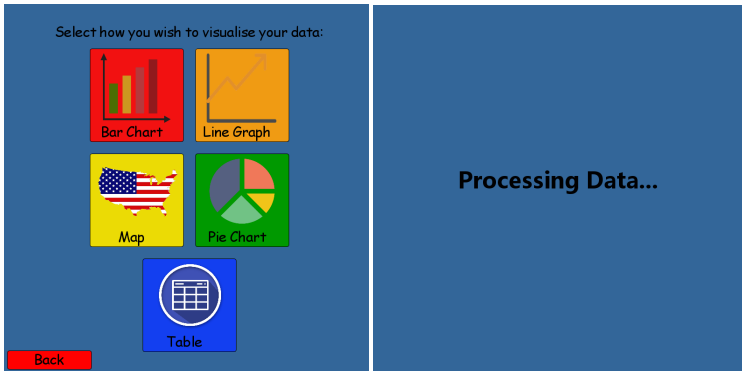 Select how you wish to visualise your data:
Bar Chart
Line Graph
Map
Pie Chart
Table
Back
Processing Data...